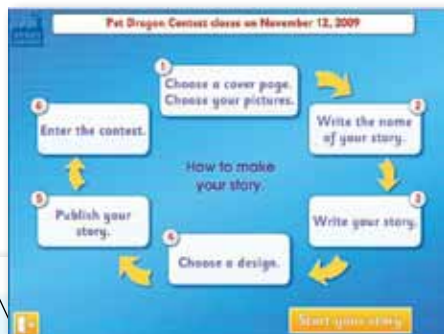 Pet Dragon Contest closes on November 12, 2009
1
Choose a cover page.
Choose your pictures.
2
Write the name
of your story.
3
Write your story.
4
Choose a design.
5
Publish your
story.
6
Enter the contest.
How to make
your story.
Start your story